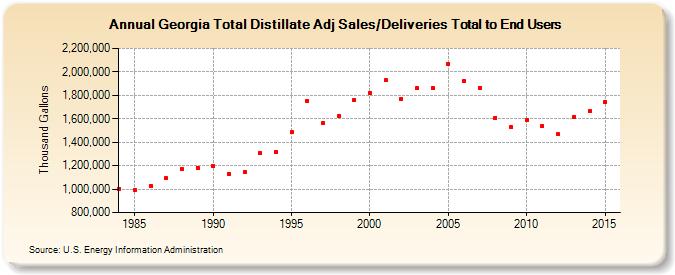 Annual Georgia Total Distillate Adj Sales/Deliveries Total to End Users
Thousand Gallons
2,200,000
2,000,000
1,800,000
1,600,000
1,400,000
1,200,000
1,000,000
800,000
1985 1990 1995 2000 2005 2010 2015
Source: U.S. Energy Information Administration